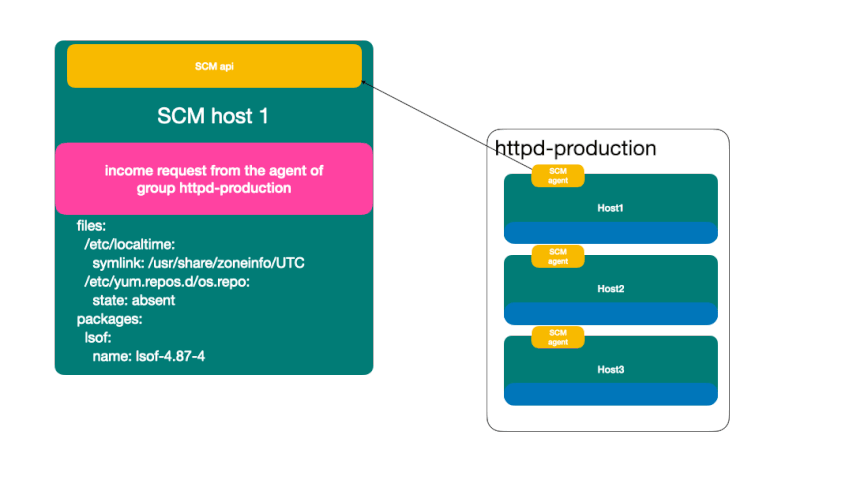 SCM api
SCM host 1
income request from the agent of
group httpd-production
files:
/etc/localtime:
symlink: /usr/share/zoneinfo/UTC
/etc/yum.repos.d/os.repo:
state: absent
packages:
lsof:
name: lsof-4.87-4
httpd-production
SCM
agent
Host1
SCM
agent
Host2
SCM
agent
Host3